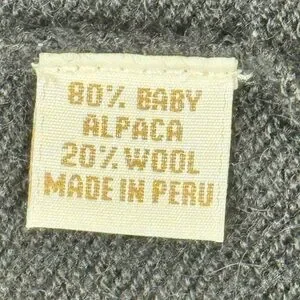 80% BABY
ALPACA
20% WOOL
MADE IN PERU